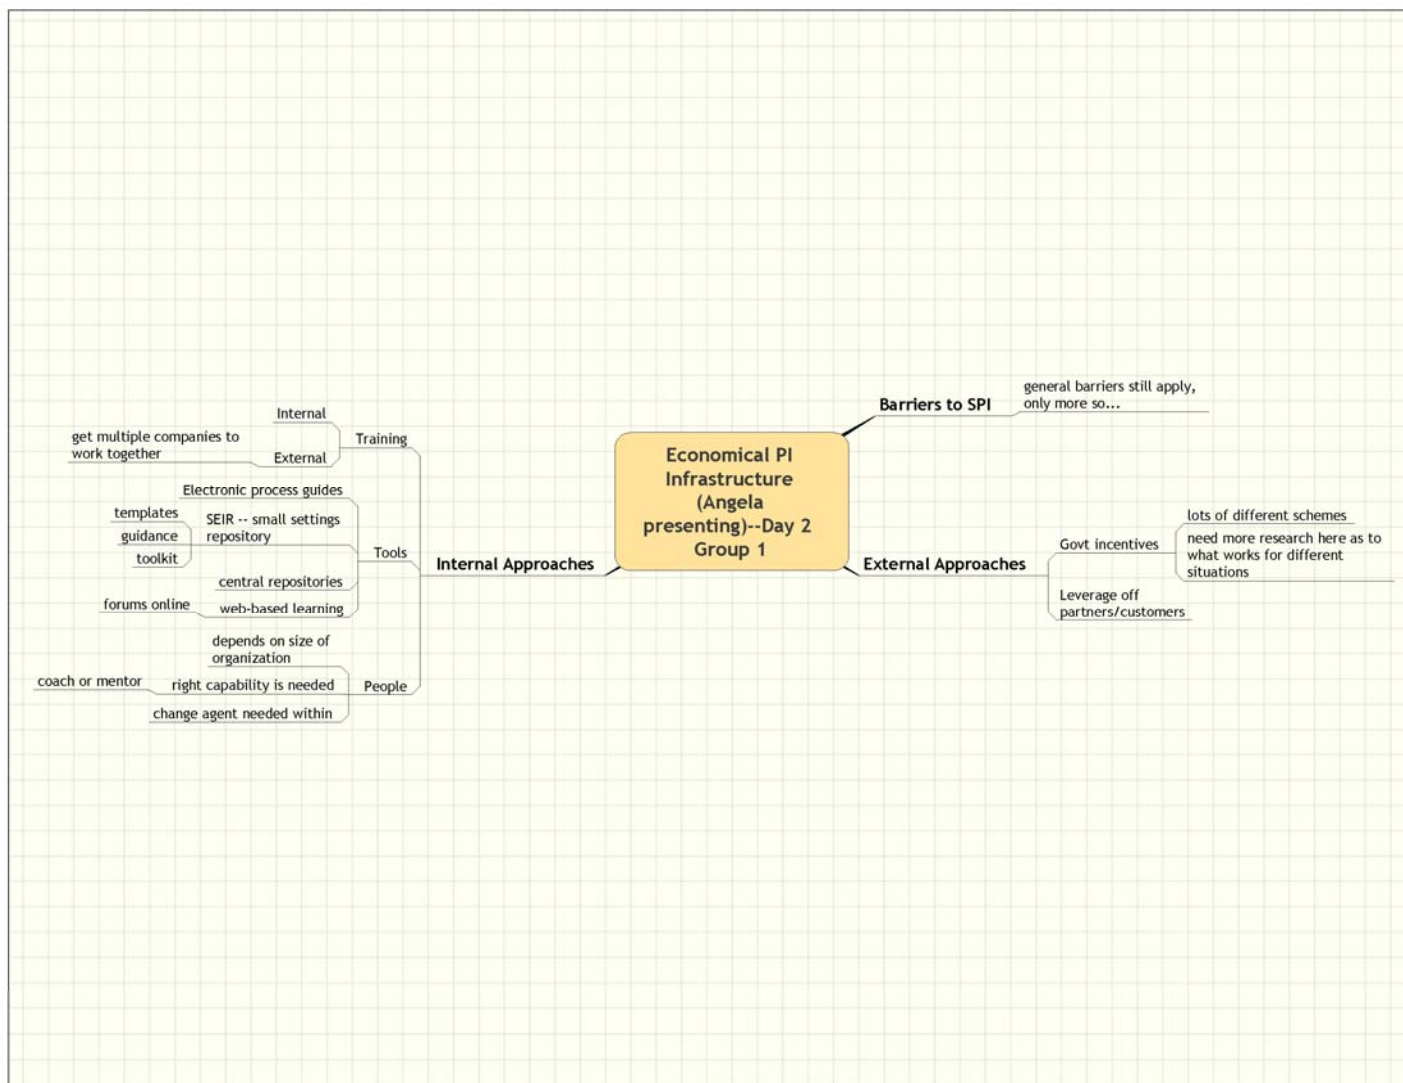 Economical PI
Infrastructure
(Angela
presenting)--Day 2
Group 1
Barriers to SPI
general barriers still apply,
only more so...
External Approaches
Govt incentives
lots of different schemes
need more research here as to
what works for different
situations
Leverage off
partners/customers
Internal Approaches
Training
Internal
External
get multiple companies to
work together
Tools
Electronic process guides
SEIR -- small settings
repository
templates
guidance
toolkit
central repositories
web-based learning
forums online
People
depends on size of
organization
right capability is needed
coach or mentor
change agent needed within